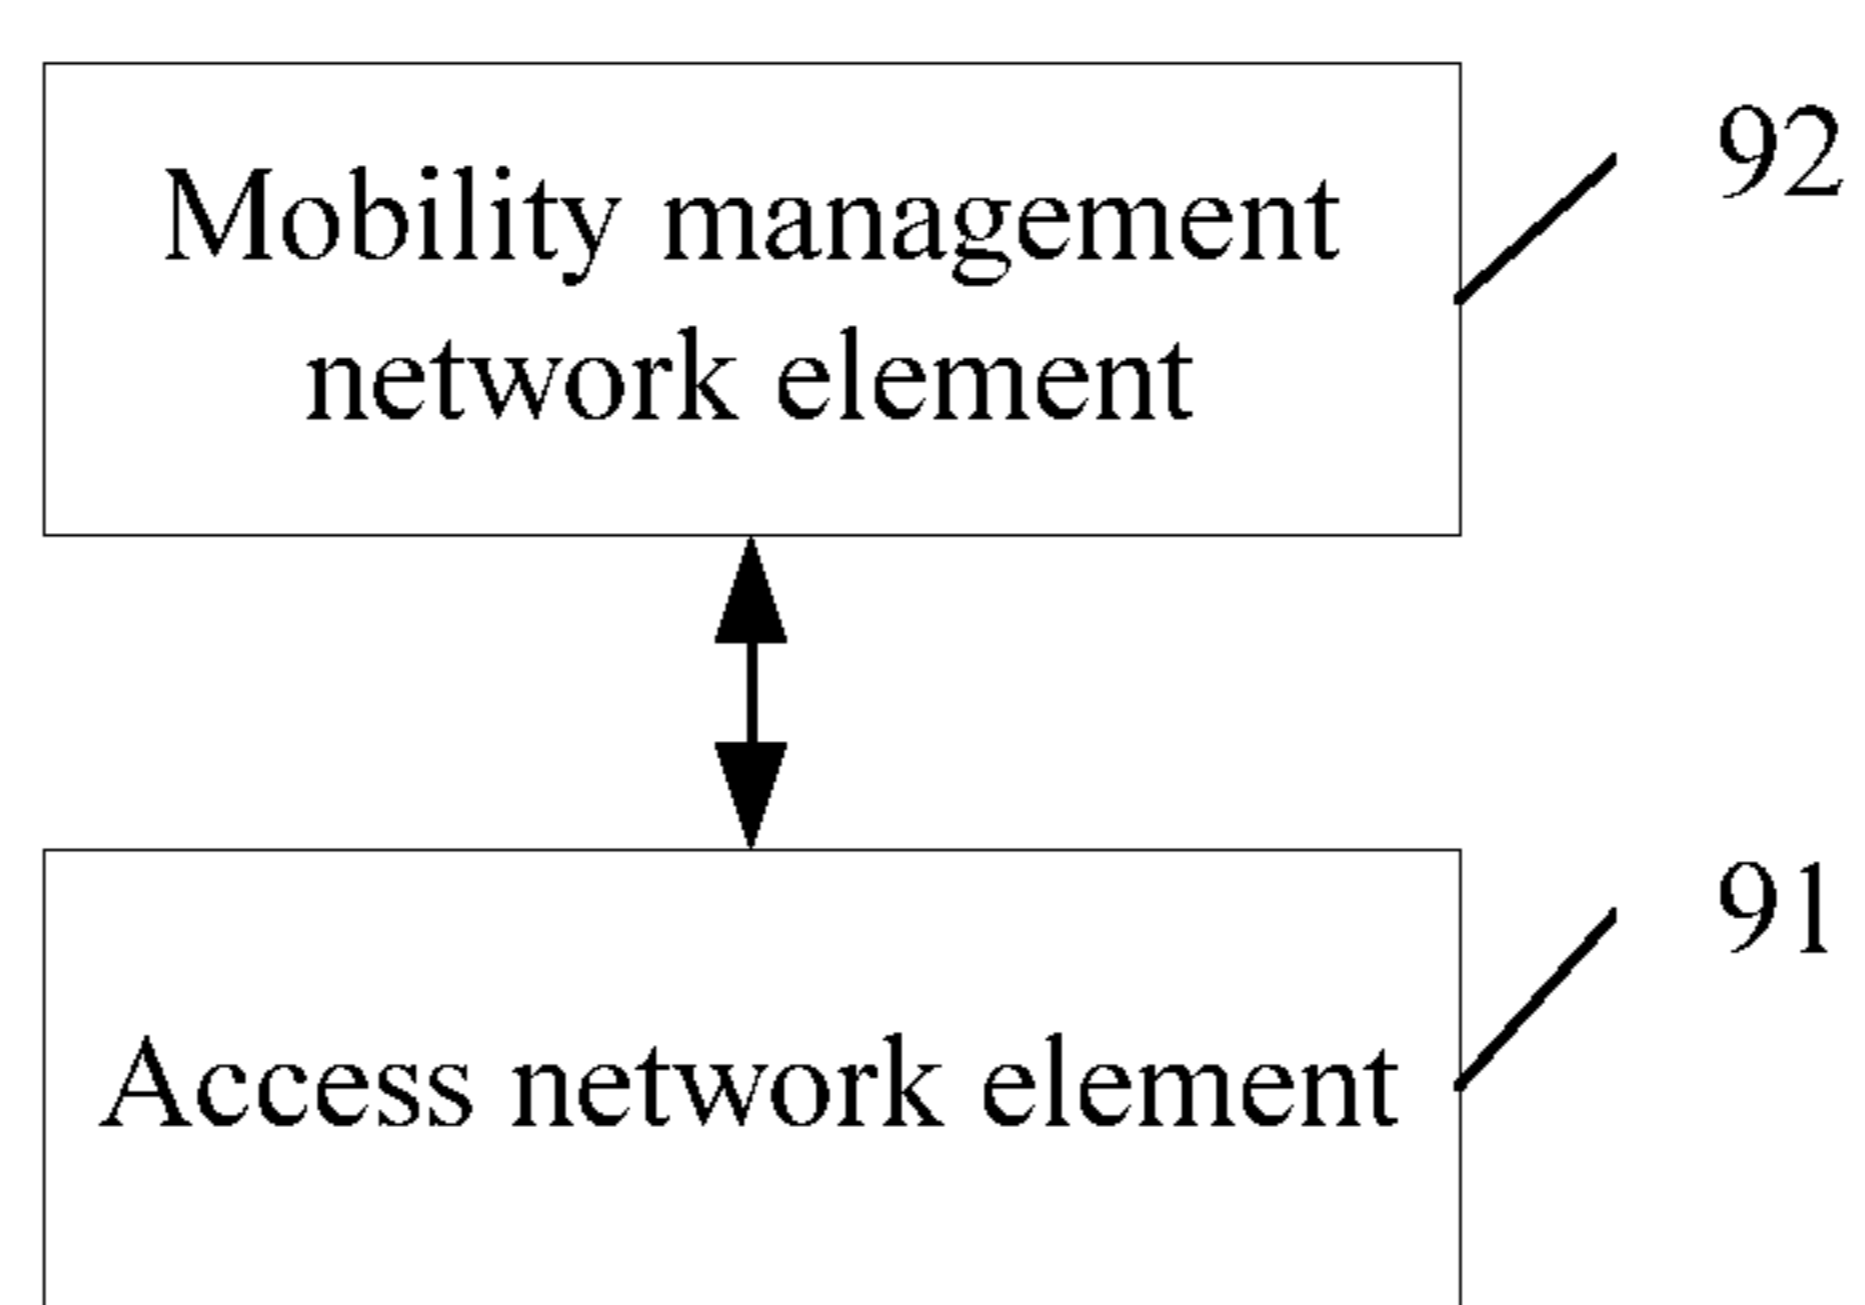 92
Mobility management
network element
91
Access network element